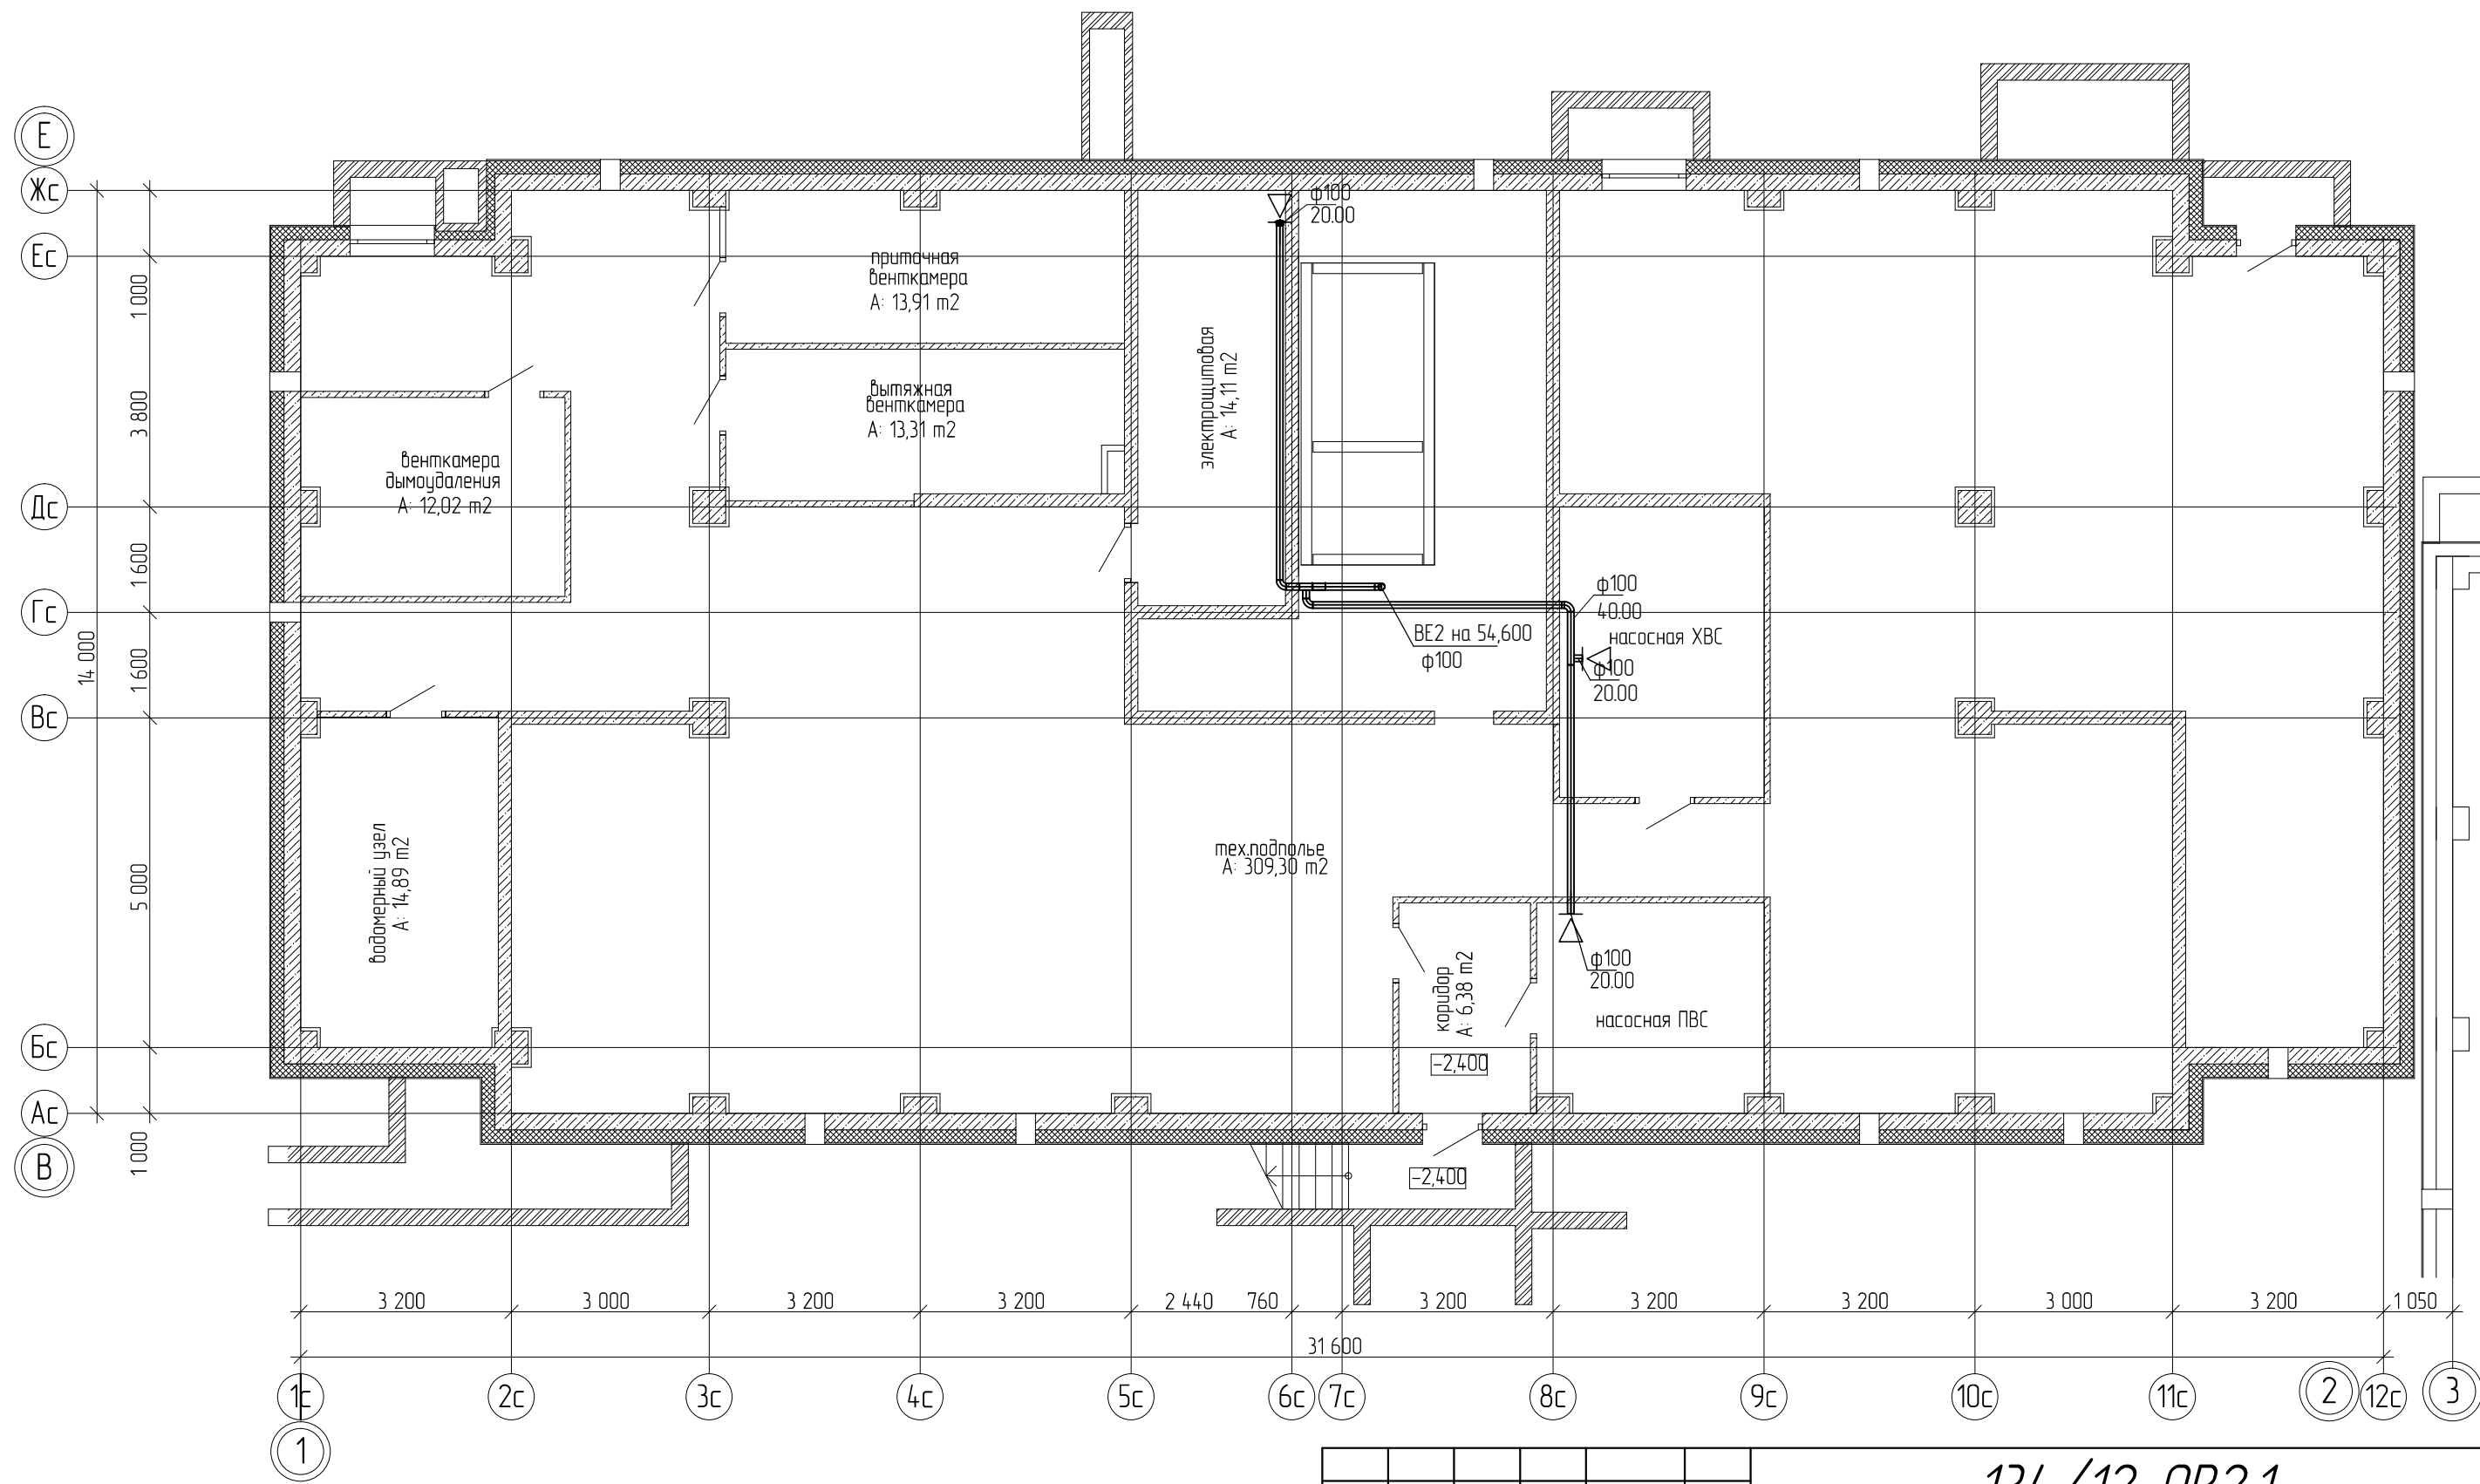 Е
Жс
Ес
Дс
Гс
Вс
Бс
Ас
В
1 000
3 800
1 600
1 600
5 000
1 000
14 000
приточная
венткамера
А: 13,91 m2
вытяжная
венткамера
А: 13,31 m2
венткамера
дымоудаления
А: 12,02 m2
электрощитовая
А: 14,11 m2
ф100
20.00
ф100
40.00
насосная ХВС
ф100
20.00
ВЕ2 на 54,600
ф100
водомерный узел
А: 14,89 m2
тех.подполье
А: 309,30 m2
коридор
А: 6,38 m2
-2,400
ф100
20.00
насосная ПВС
-2,400
3 200
3 000
3 200
3 200
2 440
760
3 200
3 200
3 200
3 000
3 200
1 050
31 600
1с
2с
3с
4с
5с
6с
7с
8с
9с
10с
11с
2
12с
3
1